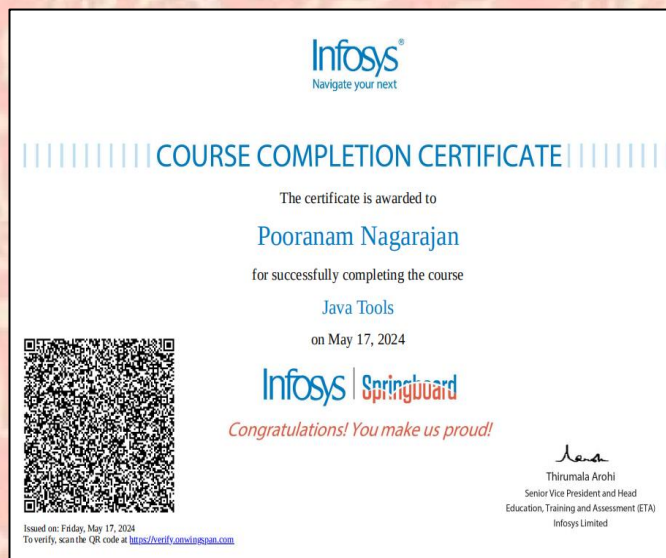 Infosys®
Navigate your next
COURSE COMPLETION CERTIFICATE
The certificate is awarded to
Pooranam Nagarajan
for successfully completing the course
Java Tools
on May 17, 2024
Infosys | Springboard
Congratulations! You make us proud!
Thirumala Arohi
Senior Vice President and Head
Education, Training and Assessment (ETA)
Infosys Limited
Issued on: Friday, May 17, 2024
To verify, scan the QR code at https://verify.onwingspan.com